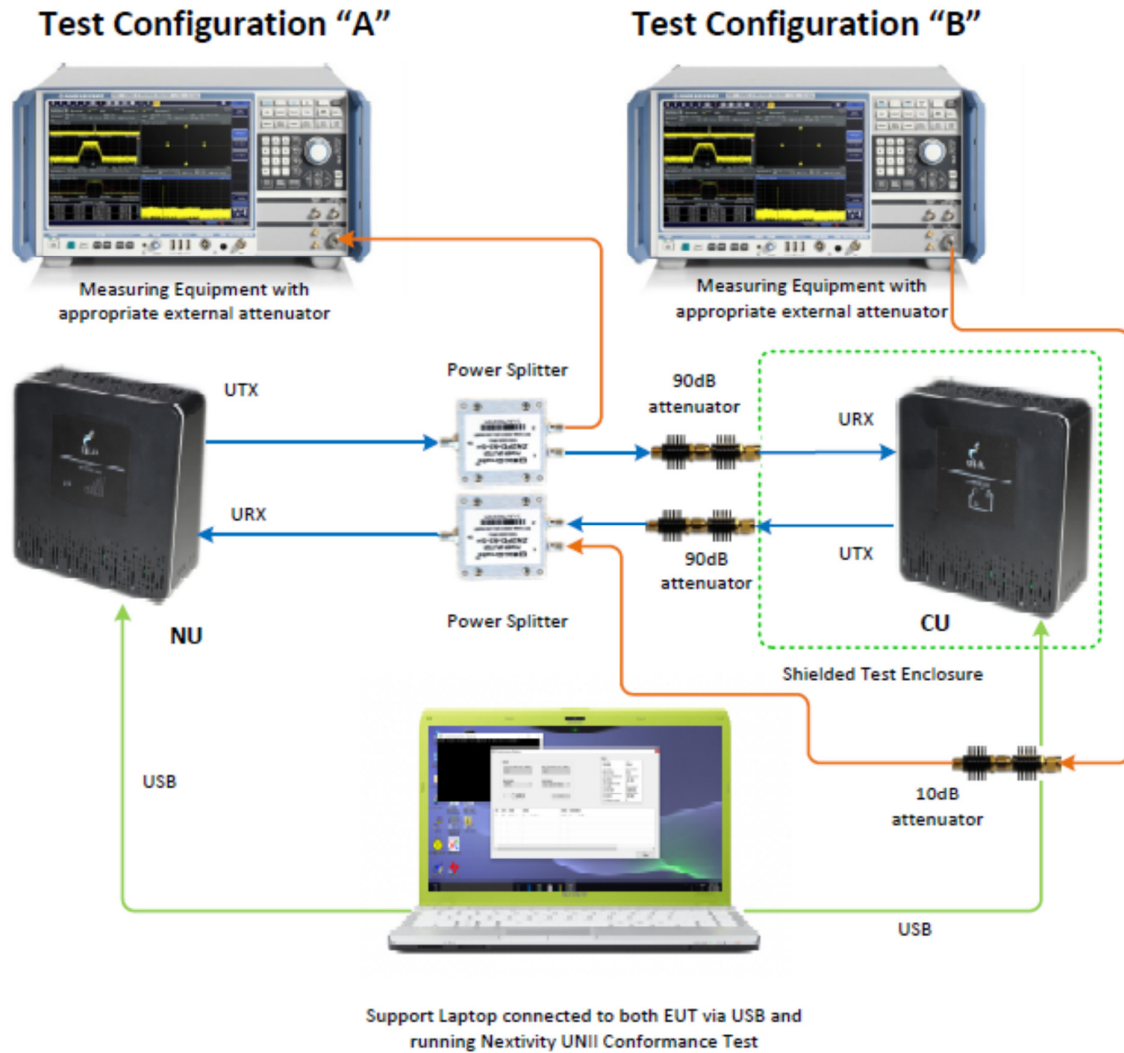 Test Configuration “A”
Test Configuration “B”
Measuring Equipment with
appropriate external attenuator
Measuring Equipment with
appropriate external attenuator
Power Splitter
90dB
attenuator
UTX
URX
URX
UTX
90dB
attenuator
NU
Power Splitter
CU
Shielded Test Enclosure
USB
10dB
attenuator
USB
Support Laptop connected to both EUT via USB and
running Nextivity UNII Conformance Test